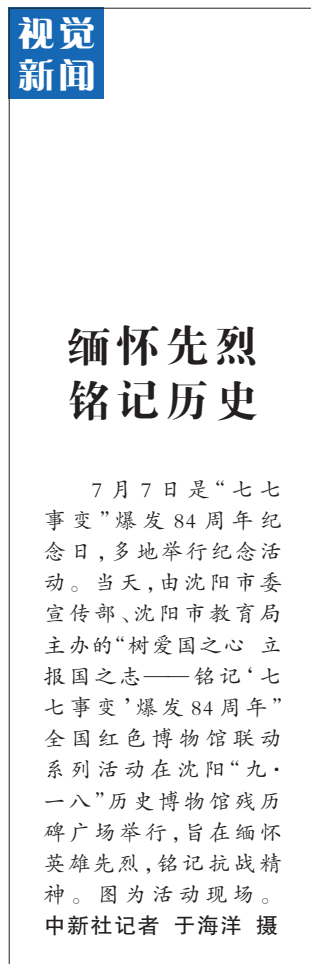 视觉
新闻
缅怀先烈
铭记历史
7月7日是“七七
事变”爆发84周年纪
念日,多地举行纪念活
动。当天,由沈阳市委
宣传部、沈阳市教育局
主办的“树爱国之心 立
报国之志——铭记‘七
七事变’爆发84周年”
全国红色博物馆联动
系列活动在沈阳“九·
一八”历史博物馆残历
碑广场举行,旨在缅怀
英雄先烈,铭记抗战精
神。图为活动现场。
中新社记者 于海洋 摄